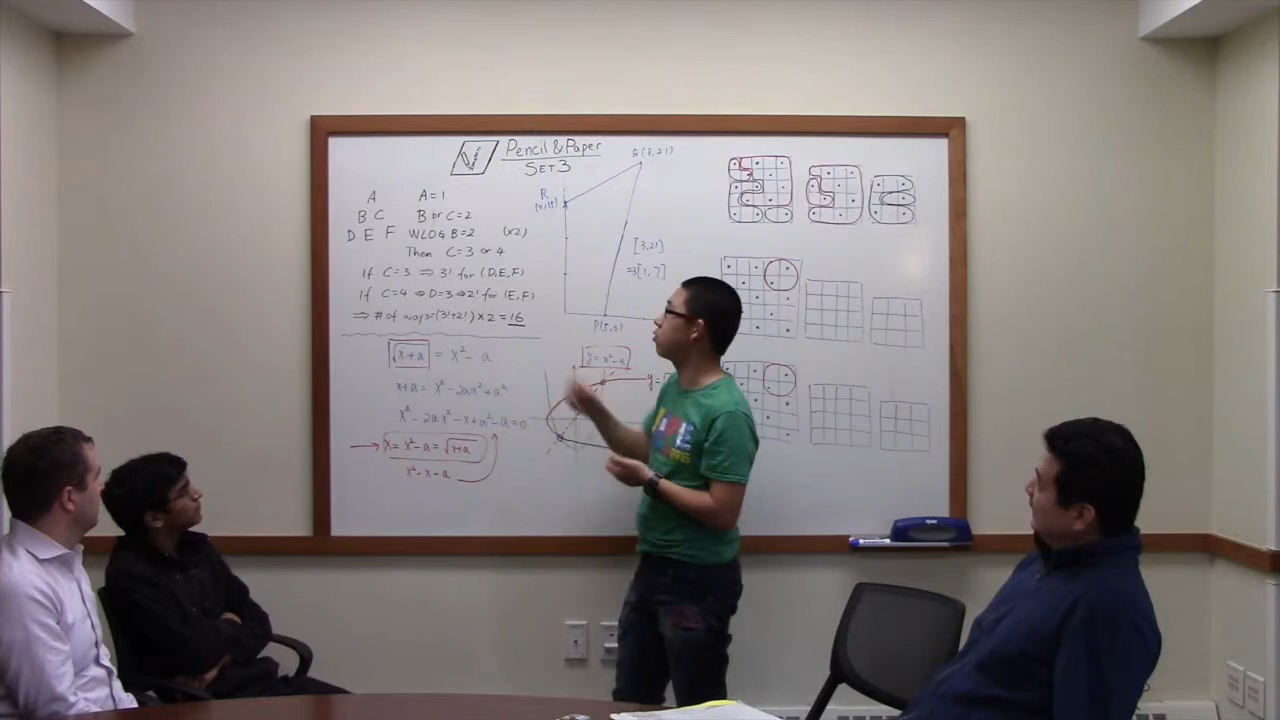 Pencil & Paper
SET 3
A A=1
B C B or C=2
D E F WLOG B=2 (x2)
Then C=3 or 4
If C=3 ⇒ 3! for (D,E,F)
If C=4 ⇒ D=3 ⇒ 2! for (E,F)
⇒ # of ways=(3!+2!) x 2 = 16
√x+a = x² - a
x+a = x⁴ - 2ax² + a²
x⁴ - 2ax² - x + a² - a = 0
x = x² - a = √x+a
x² - x - a
Q(8,21)
R
[3,21]
⇒3[1,7]
P(5,0)
y = x² - a
y=